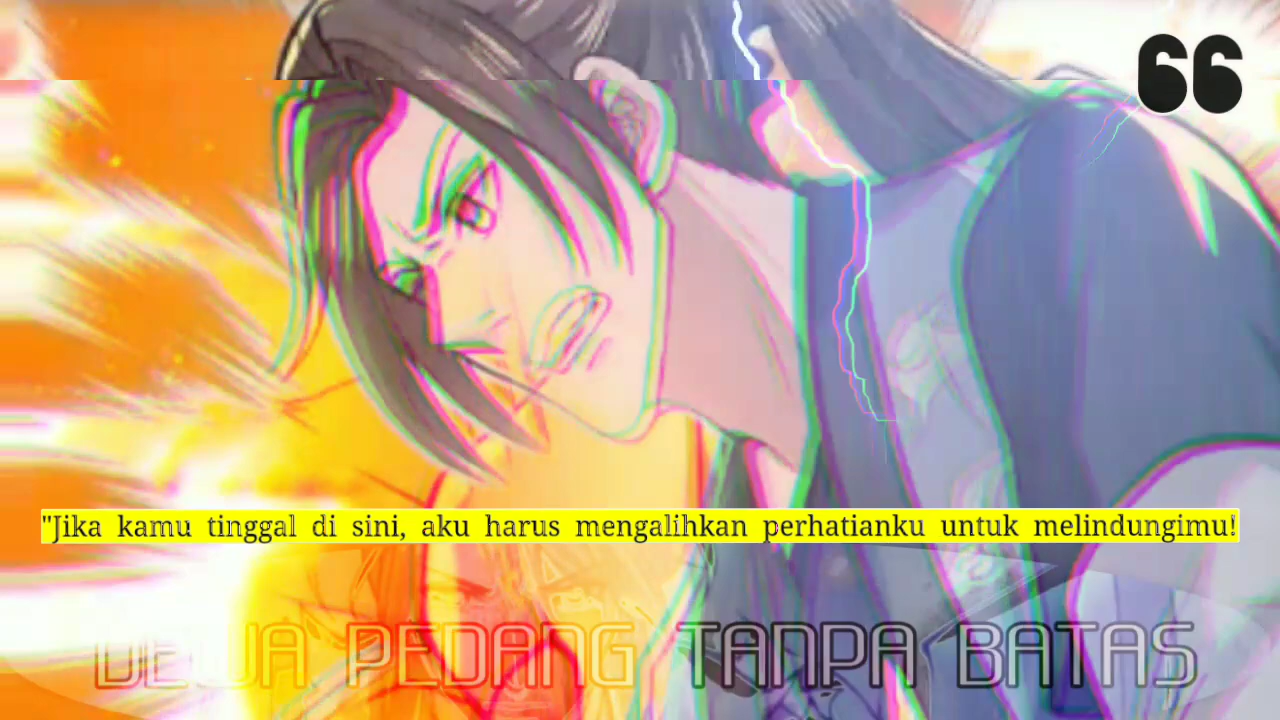 66
"Jika kamu tinggal di sini, aku harus mengalihkan perhatianku untuk melindungimu!
DEWA PEDANG TANPA BATAS